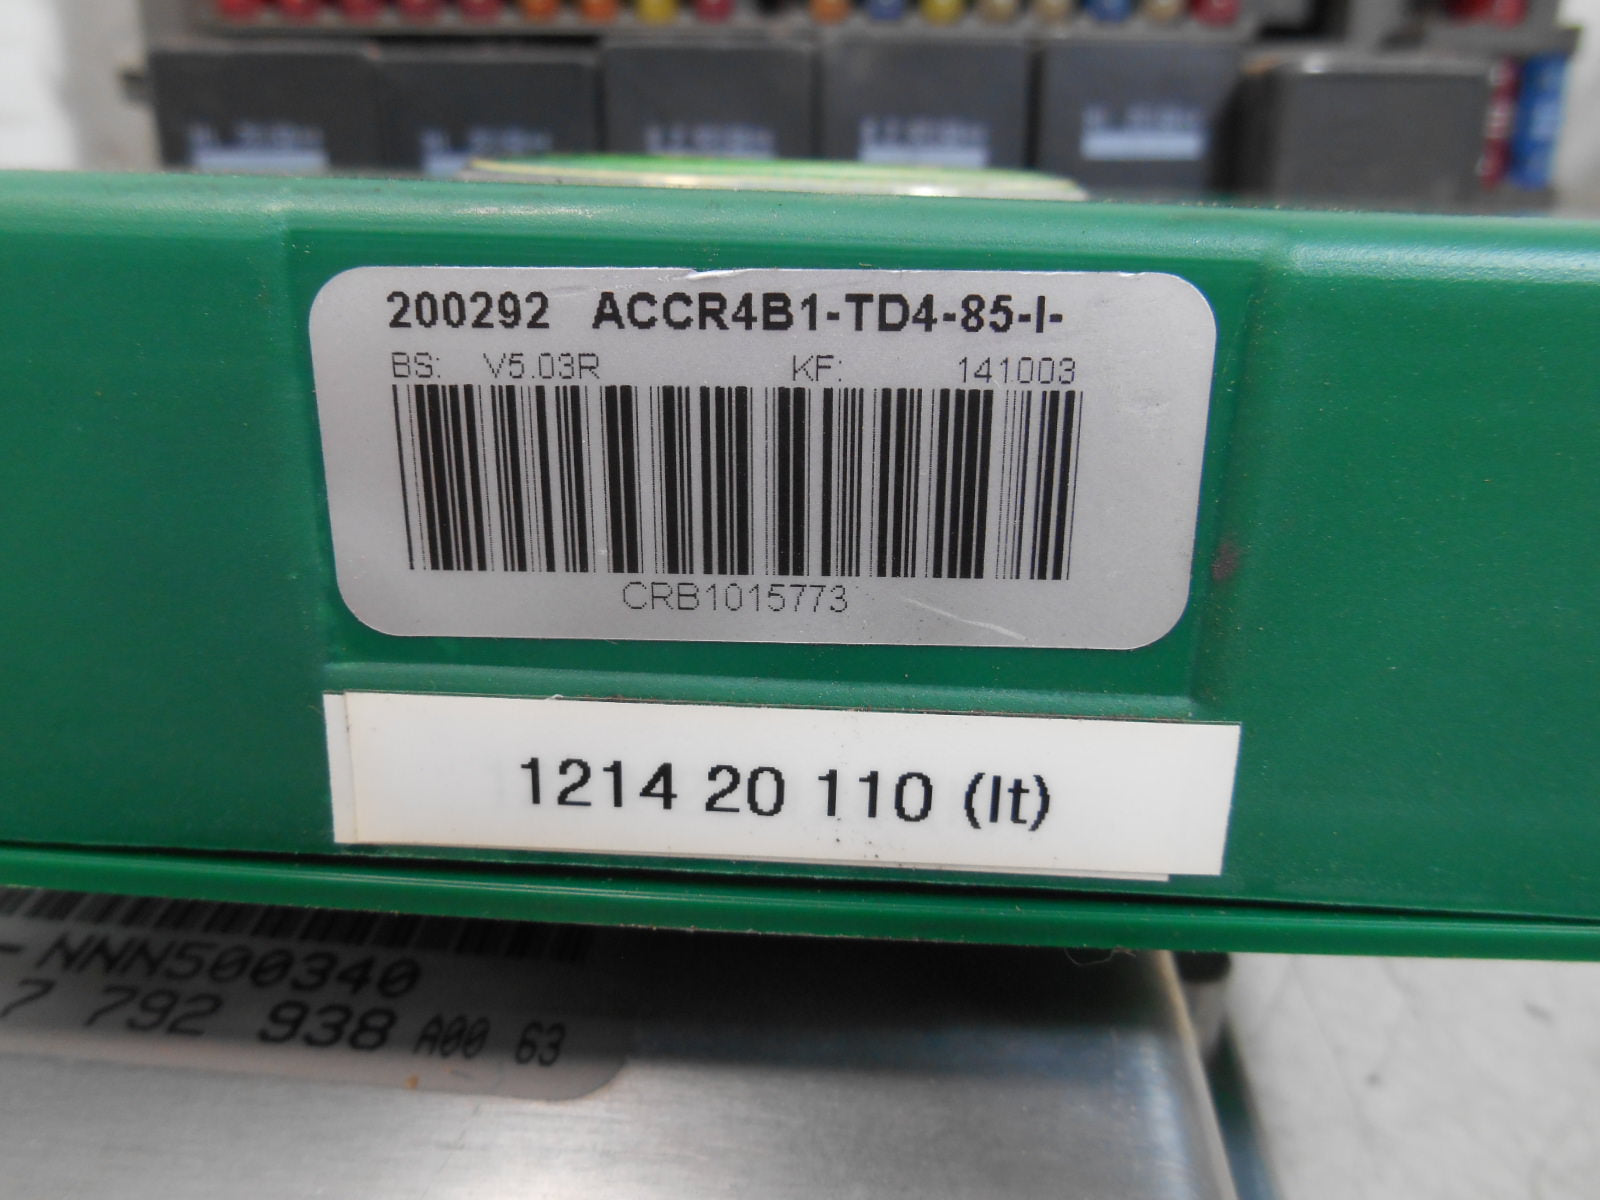 200292 ACCR4B1-TD4-85-I-
BS: V5.03R KF: 141003
CRB1015773
1214 20 110 (lt)
- NNN500340
7 792 938 A00 63